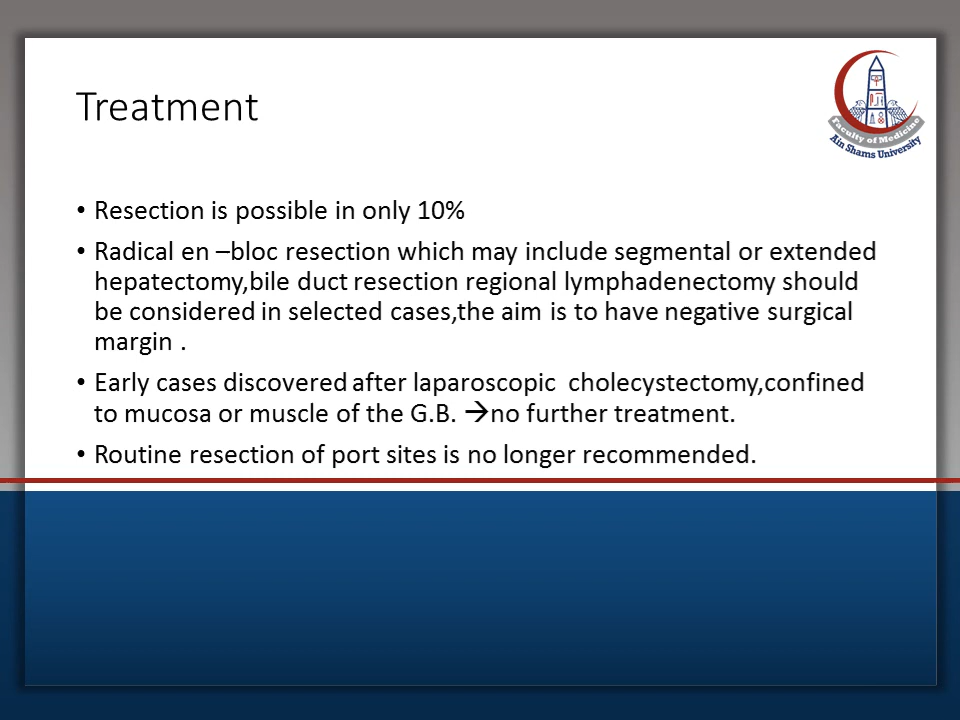 Treatment
Faculty of Medicine
Ain Shams University
• Resection is possible in only 10%
• Radical en –bloc resection which may include segmental or extended
hepatectomy,bile duct resection regional lymphadenectomy should
be considered in selected cases,the aim is to have negative surgical
margin .
• Early cases discovered after laparoscopic cholecystectomy,confined
to mucosa or muscle of the G.B. →no further treatment.
• Routine resection of port sites is no longer recommended.